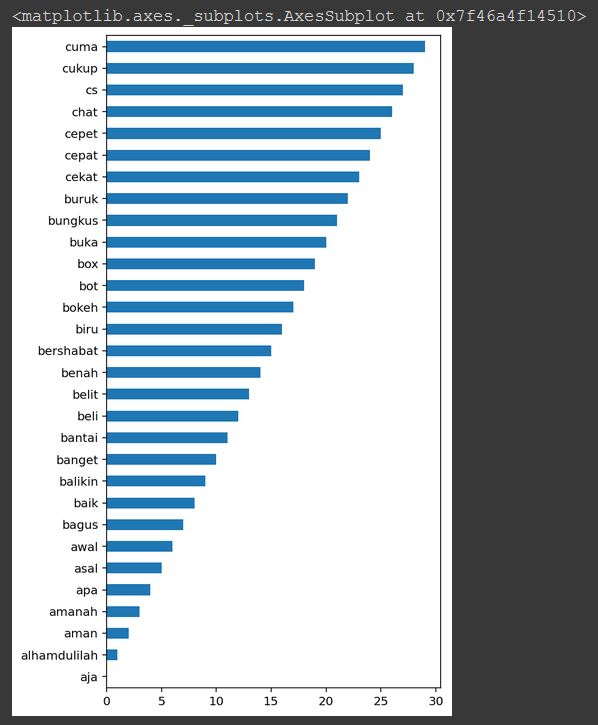 <matplotlib.axes._subplots.AxesSubplot at 0x7f46a4f14510>
cuma
cukup
cs
chat
cepet
cepat
cekat
buruk
bungkus
buka
box
bot
bokeh
biru
bershabat
benah
belit
beli
bantai
banget
balikin
baik
bagus
awal
asal
apa
amanah
aman
alhamdulilah
aja
0 5 10 15 20 25 30